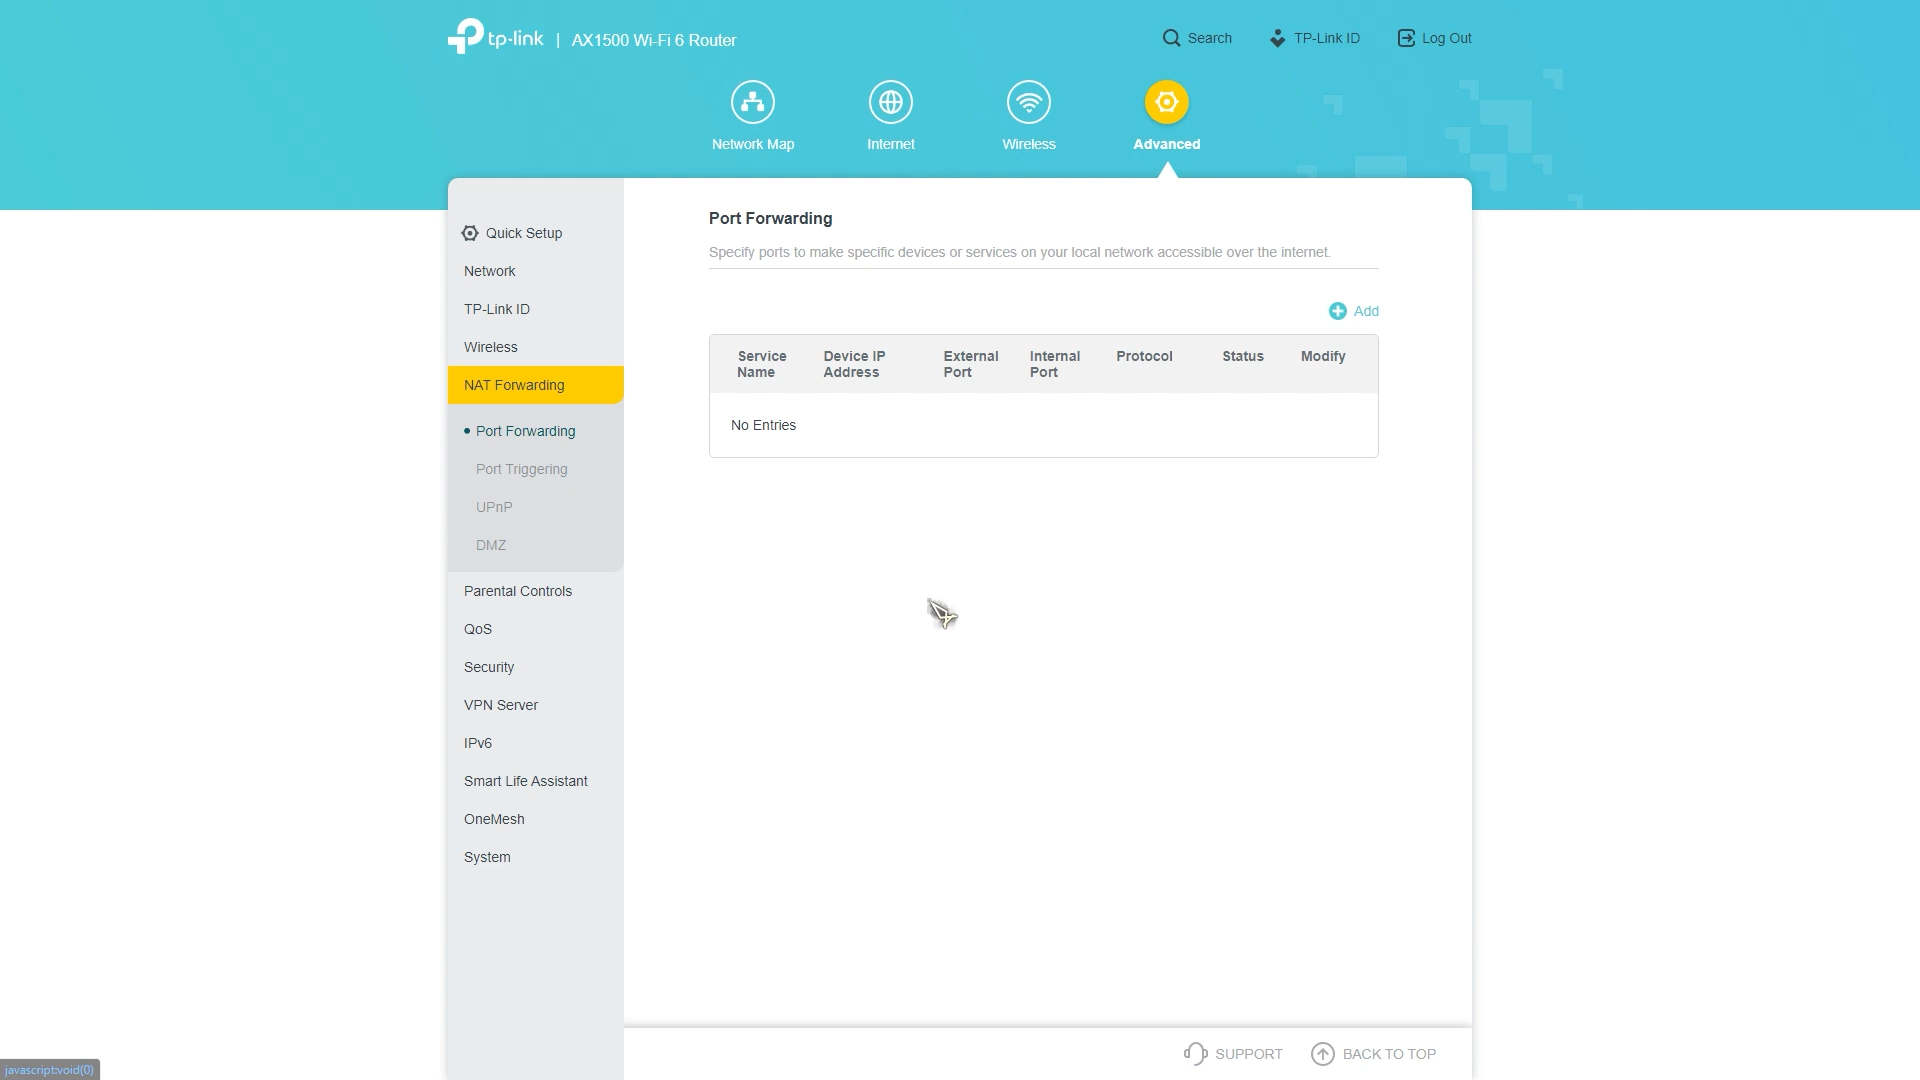 tp-link | AX1500 Wi-Fi 6 Router
Search
TP-Link ID
Log Out
Network Map
Internet
Wireless
Advanced
Quick Setup
Network
TP-Link ID
Wireless
NAT Forwarding
Port Forwarding
Port Triggering
UPnP
DMZ
Parental Controls
QoS
Security
VPN Server
IPv6
Smart Life Assistant
OneMesh
System
Port Forwarding
Specify ports to make specific devices or services on your local network accessible over the internet.
Add
Service Name
Device IP Address
External Port
Internal Port
Protocol
Status
Modify
No Entries
SUPPORT
BACK TO TOP
javascript:void(0)